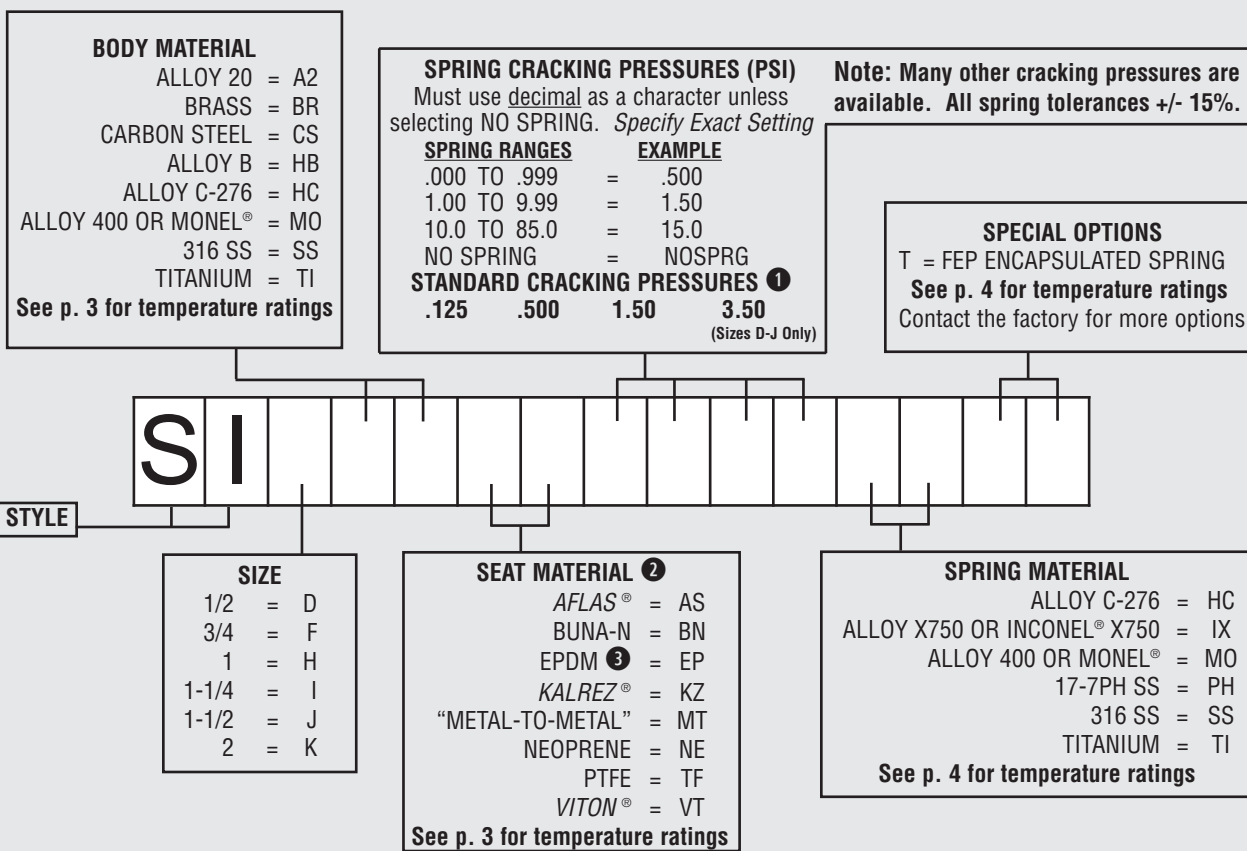 BODY MATERIAL
ALLOY 20 = A2
BRASS = BR
CARBON STEEL = CS
ALLOY B = HB
ALLOY C-276 = HC
ALLOY 400 OR MONEL® = MO
316 SS = SS
TITANIUM = TI
See p. 3 for temperature ratings
SPRING CRACKING PRESSURES (PSI)
Must use decimal as a character unless
selecting NO SPRING. Specify Exact Setting
SPRING RANGES EXAMPLE
.000 TO .999 = .500
1.00 TO 9.99 = 1.50
10.0 TO 85.0 = 15.0
NO SPRING = NOSPRG
STANDARD CRACKING PRESSURES ❶
.125 .500 1.50 3.50
(Sizes D-J Only)
Note: Many other cracking pressures are
available. All spring tolerances +/- 15%.
SPECIAL OPTIONS
T = FEP ENCAPSULATED SPRING
See p. 4 for temperature ratings
Contact the factory for more options
S I
STYLE
SIZE
1/2 = D
3/4 = F
1 = H
1-1/4 = I
1-1/2 = J
2 = K
SEAT MATERIAL ❷
AFLAS® = AS
BUNA-N = BN
EPDM ❸ = EP
KALREZ® = KZ
“METAL-TO-METAL” = MT
NEOPRENE = NE
PTFE = TF
VITON® = VT
See p. 3 for temperature ratings
SPRING MATERIAL
ALLOY C-276 = HC
ALLOY X750 OR INCONEL® X750 = IX
ALLOY 400 OR MONEL® = MO
17-7PH SS = PH
316 SS = SS
TITANIUM = TI
See p. 4 for temperature ratings